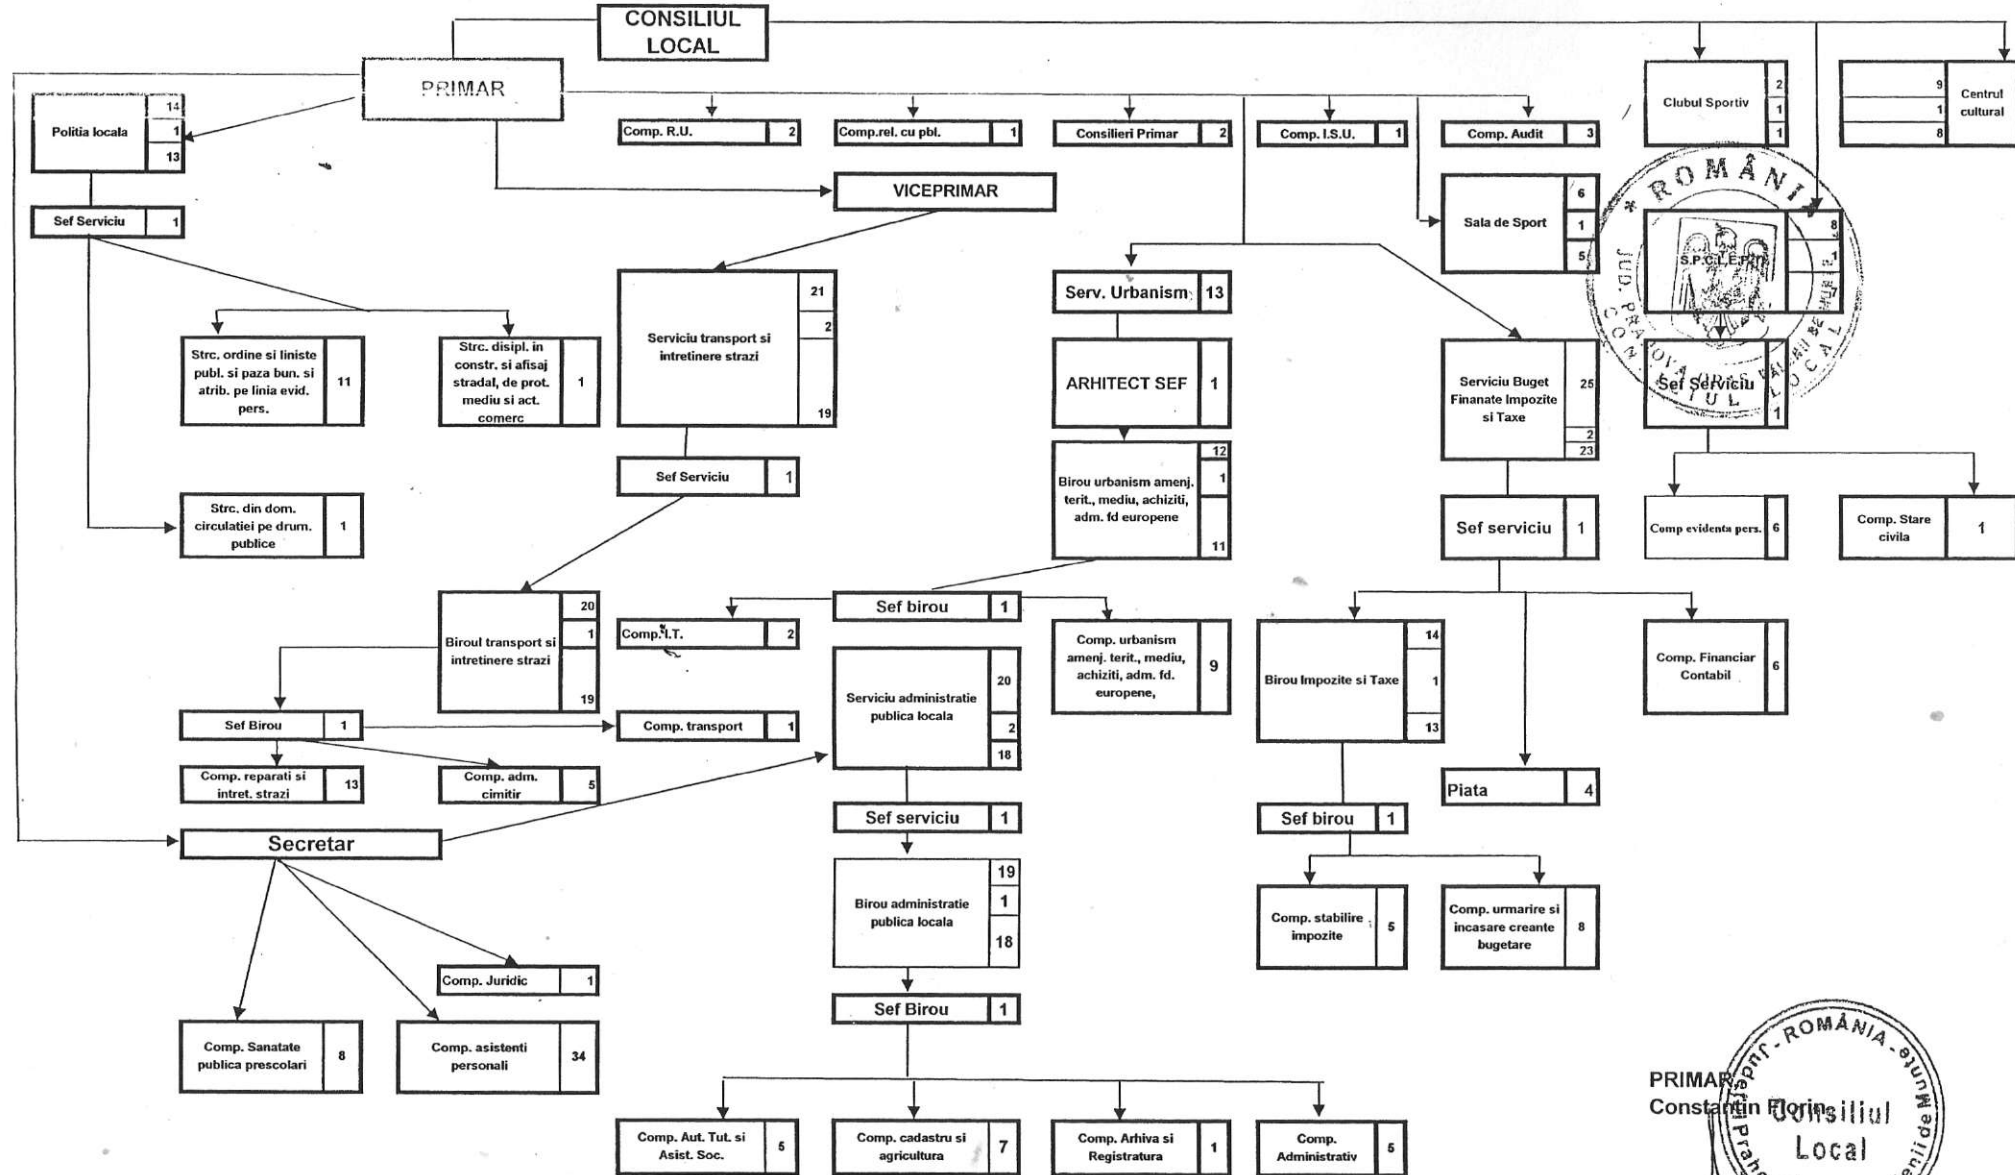 CONSILIUL
LOCAL
PRIMAR
Politia locala
14
1
13
Comp. R.U. 2
Comp.rel. cu pbl. 1
Consilieri Primar 2
Comp. I.S.U. 1
Comp. Audit 3
Clubul Sportiv
2
1
1
9
1
8
Centrul
cultural
VICEPRIMAR
Sef Serviciu 1
Sala de Sport
6
1
5
* ROMÂNIA
JUD. PRAHOVA ORAS
CONSILIUL LOCAL
S.P.C.L.E.P.
8
1
7
Serv. Urbanism 13
Serviciu transport si
intretinere strazi
21
2
19
Strc. ordine si liniste
publ. si paza bun. si
atrib. pe linia evid.
pers.
11
Strc. disipl. in
constr. si afisaj
stradal, de prot.
mediu si act.
comerc
1
ARHITECT SEF 1
Serviciu Buget
Finanate Impozite
si Taxe
25
2
23
Sef Serviciu
1
Sef Serviciu 1
Birou urbanism amenj.
terit., mediu, achiziti,
adm. fd europene
12
1
11
Strc. din dom.
circulatiei pe drum.
publice
1
Sef serviciu 1
Comp evidenta pers. 6
Comp. Stare
civila
1
Biroul transport si
intretinere strazi
20
1
19
Sef birou 1
Comp. I.T. 2
Comp. urbanism
amenj. terit., mediu,
achiziti, adm. fd.
europene,
9
Birou Impozite si Taxe
14
1
13
Comp. Financiar
Contabil
6
Serviciu administratie
publica locala
20
2
18
Sef Birou 1
Comp. transport 1
Comp. reparati si
intret. strazi
13
Comp. adm.
cimitir
5
Piata 4
Secretar
Sef serviciu 1
Sef birou 1
Birou administratie
publica locala
19
1
18
Comp. stabilire
impozite
5
Comp. urmarire si
incasare creante
bugetare
8
Comp. Juridic 1
Sef Birou 1
Comp. Sanatate
publica prescolari
8
Comp. asistenti
personali
34
Comp. Aut. Tut. si
Asist. Soc.
5
Comp. cadastru si
agricultura
7
Comp. Arhiva si
Registratura
1
Comp.
Administrativ
5
PRIMAR
Constantin Florin
- ROMÂNIA -
Judeţul
de Munte
Consiliul
Local